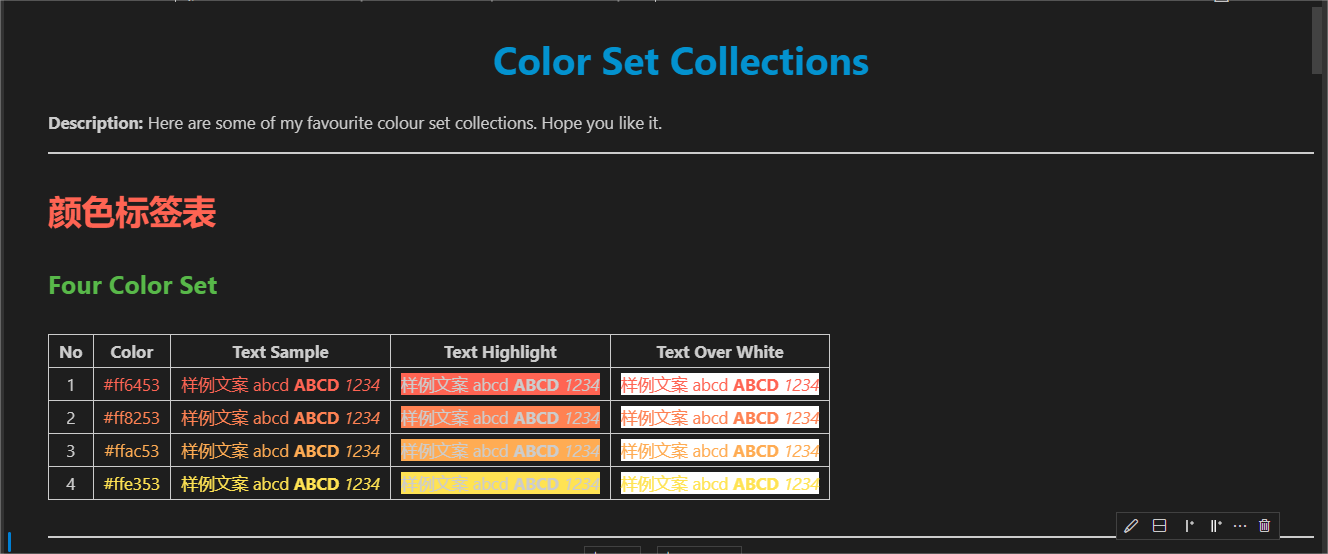 Color Set Collections
Description: Here are some of my favourite colour set collections. Hope you like it.
颜色标签表
Four Color Set
No Color Text Sample Text Highlight Text Over White
1 #ff6453 样例文案 abcd ABCD 1234 样例文案 abcd ABCD 1234 样例文案 abcd ABCD 1234
2 #ff8253 样例文案 abcd ABCD 1234 样例文案 abcd ABCD 1234 样例文案 abcd ABCD 1234
3 #ffac53 样例文案 abcd ABCD 1234 样例文案 abcd ABCD 1234 样例文案 abcd ABCD 1234
4 #ffe353 样例文案 abcd ABCD 1234 样例文案 abcd ABCD 1234 样例文案 abcd ABCD 1234